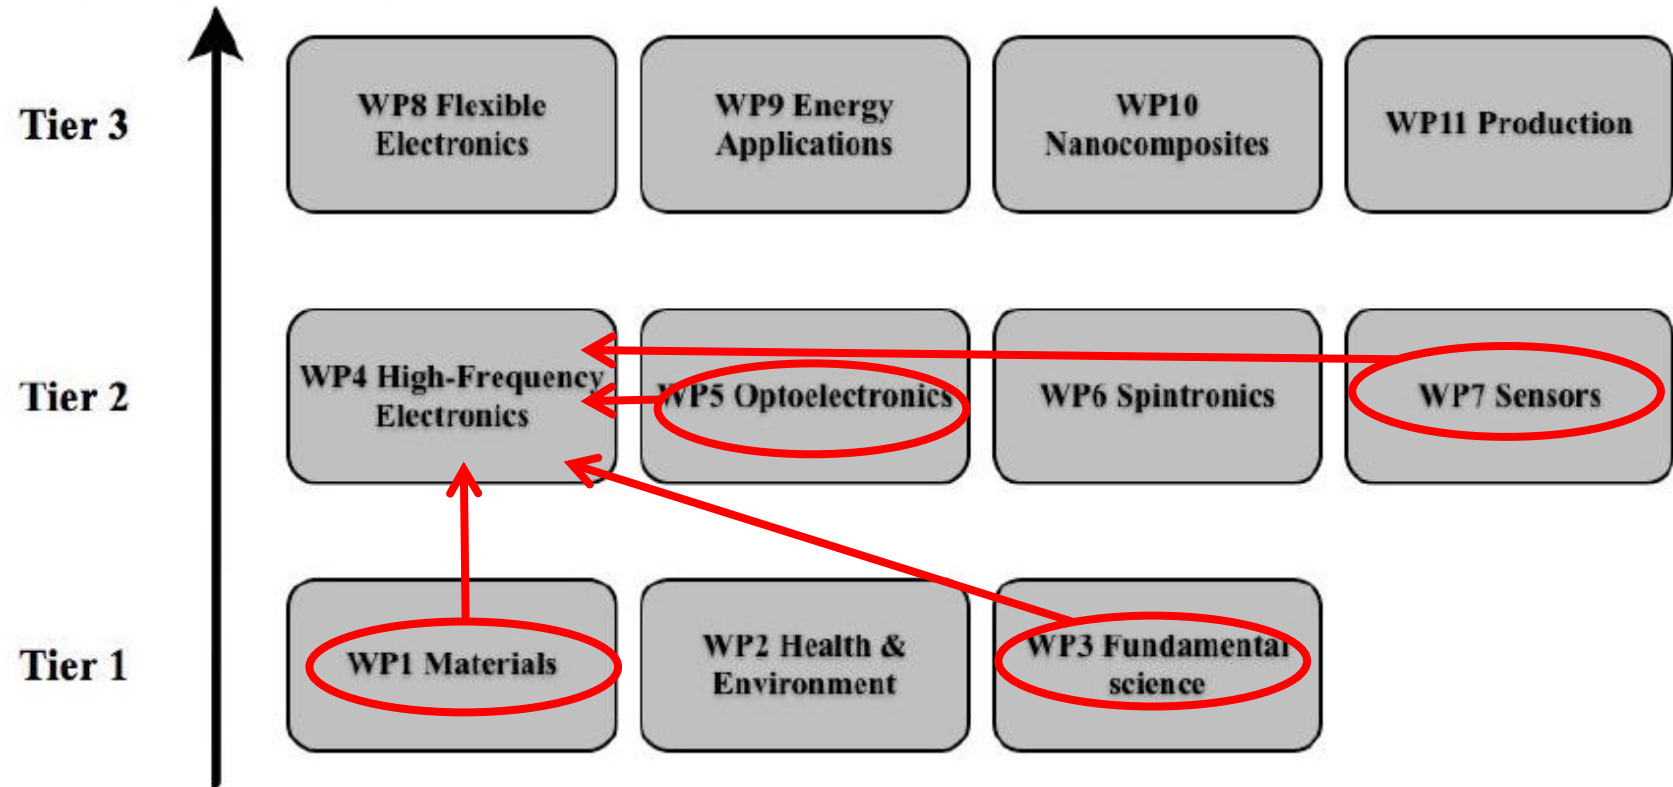 Tier 3
WP8 Flexible
Electronics
WP9 Energy
Applications
WP10
Nanocomposites
WP11 Production
Tier 2
WP4 High-Frequency
Electronics
WP5 Optoelectronics
WP6 Spintronics
WP7 Sensors
Tier 1
WP1 Materials
WP2 Health &
Environment
WP3 Fundamental
science